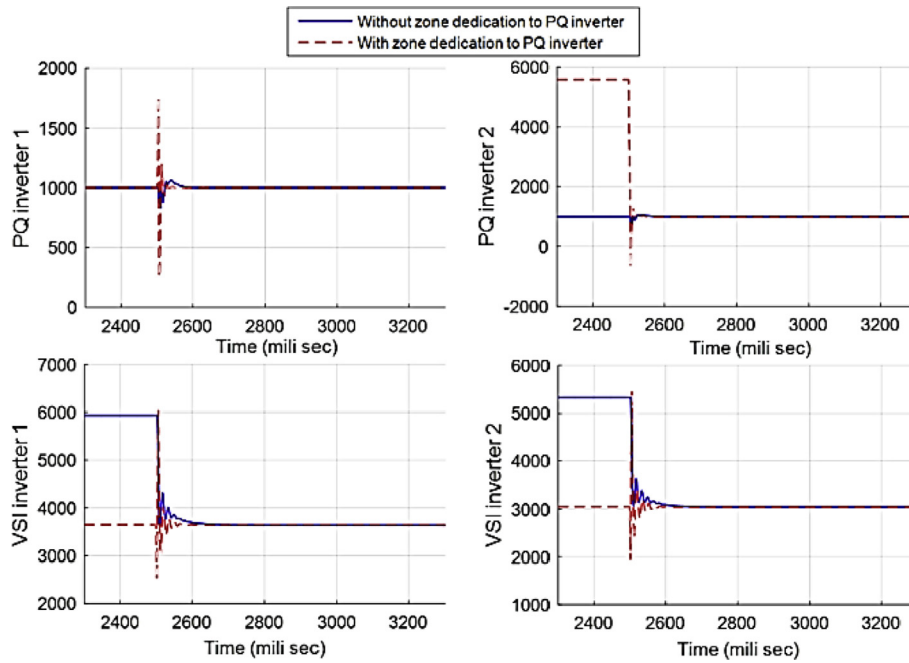 Without zone dedication to PQ inverter
With zone dedication to PQ inverter
PQ inverter 1
2000
1500
1000
500
0
2400 2600 2800 3000 3200
Time (mili sec)
PQ inverter 2
6000
4000
2000
0
-2000
2400 2600 2800 3000 3200
Time (mili sec)
VSI inverter 1
7000
6000
5000
4000
3000
2000
2400 2600 2800 3000 3200
Time (mili sec)
VSI inverter 2
6000
5000
4000
3000
2000
1000
2400 2600 2800 3000 3200
Time (mili sec)